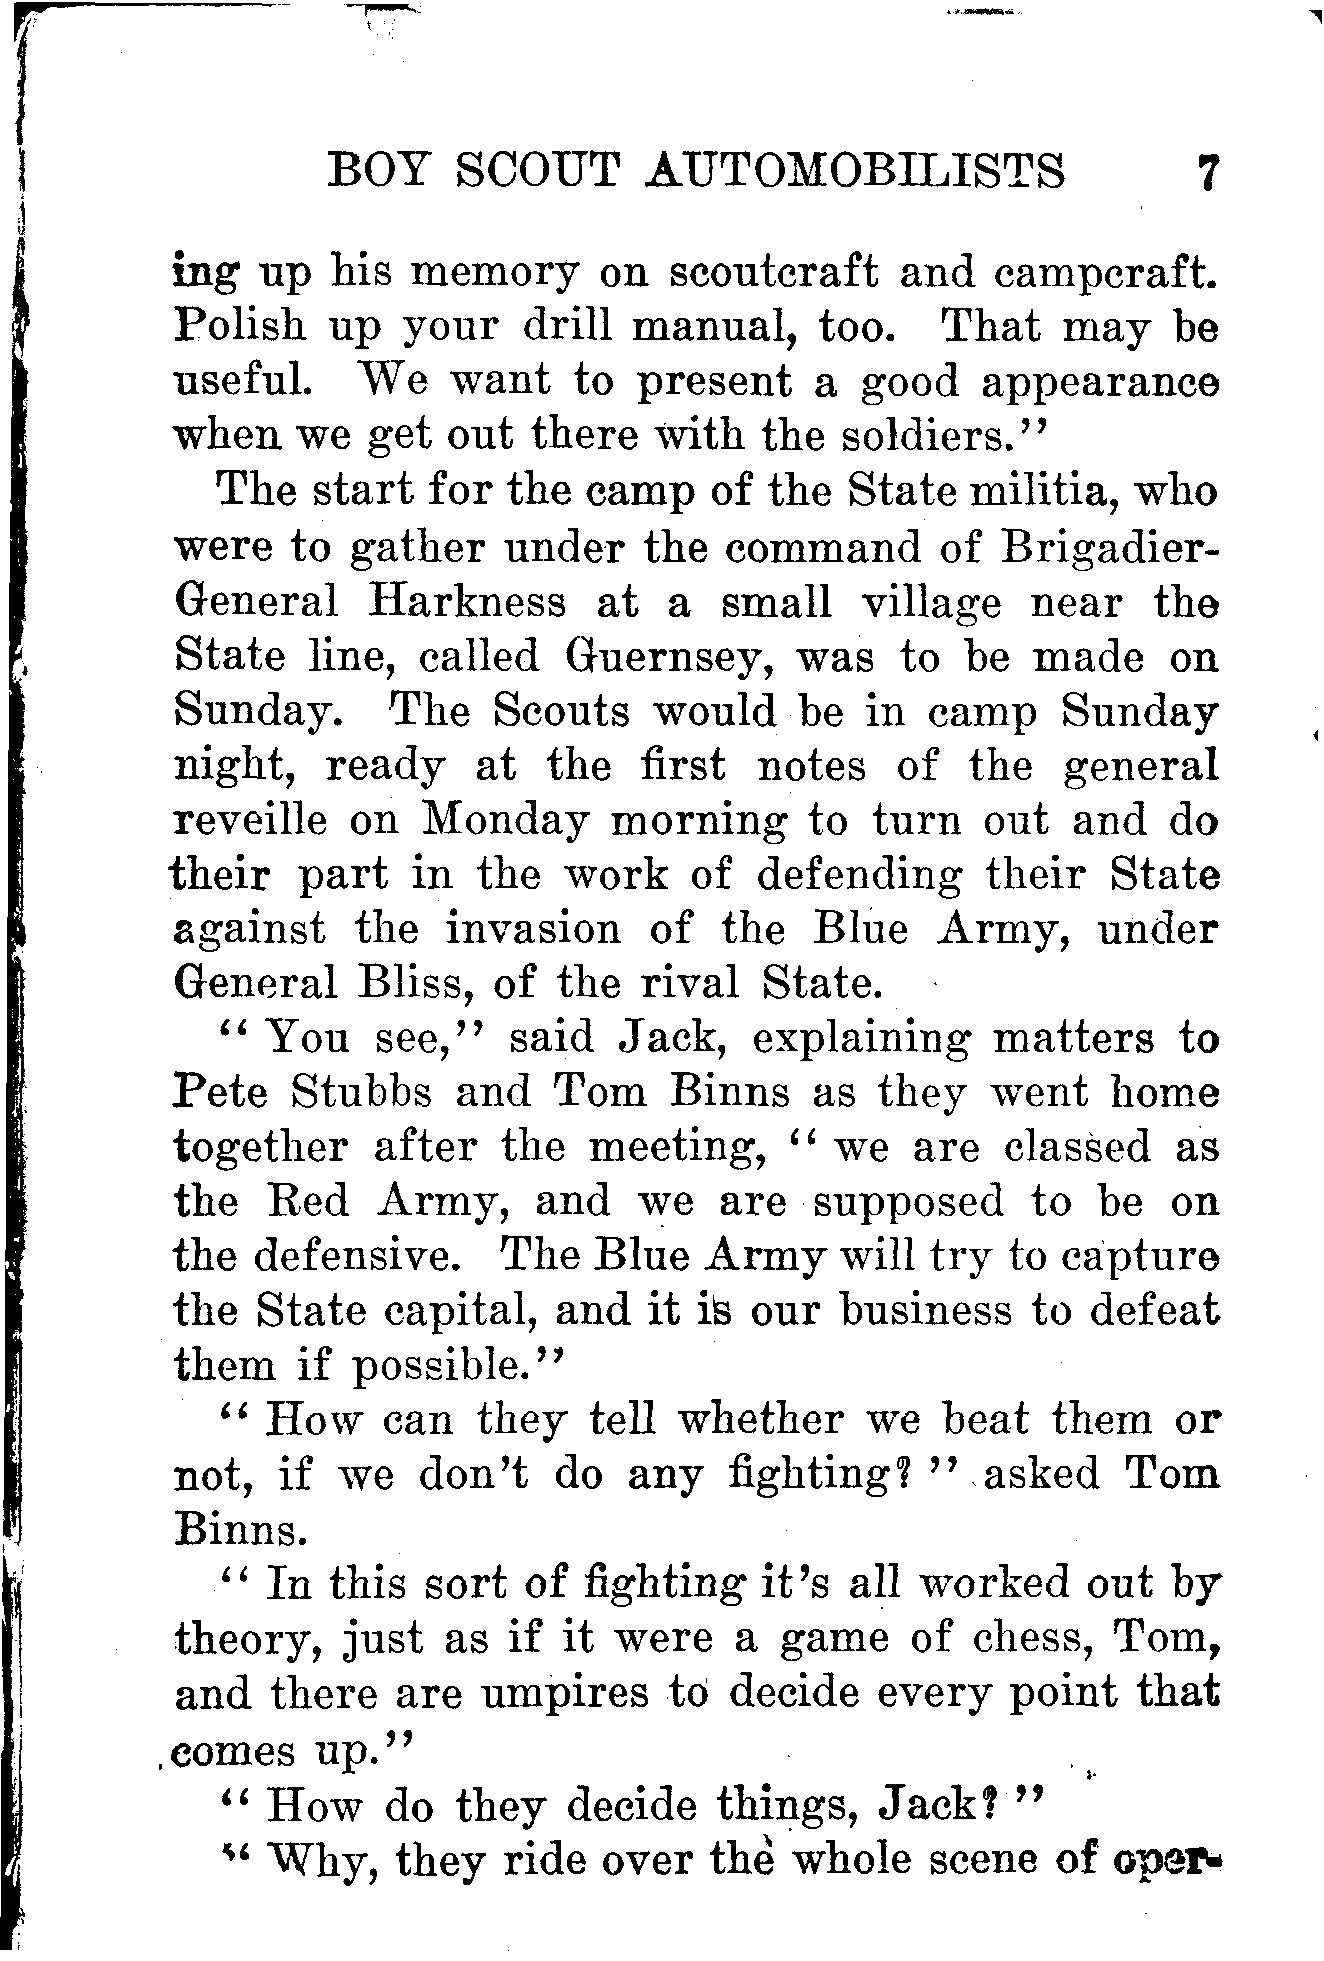 BOY SCOUT AUTOMOBILISTS 7
ing up his memory on scoutcraft and campcraft.
Polish up your drill manual, too. That may be
useful. We want to present a good appearance
when we get out there with the soldiers."
The start for the camp of the State militia, who
were to gather under the command of Brigadier-
General Harkness at a small village near the
State line, called Guernsey, was to be made on
Sunday. The Scouts would be in camp Sunday
night, ready at the first notes of the general
reveille on Monday morning to turn out and do
their part in the work of defending their State
against the invasion of the Blue Army, under
General Bliss, of the rival State.
"You see," said Jack, explaining matters to
Pete Stubbs and Tom Binns as they went home
together after the meeting, "we are classed as
the Red Army, and we are supposed to be on
the defensive. The Blue Army will try to capture
the State capital, and it is our business to defeat
them if possible."
"How can they tell whether we beat them or
not, if we don't do any fighting?" asked Tom
Binns.
"In this sort of fighting it's all worked out by
theory, just as if it were a game of chess, Tom,
and there are umpires to decide every point that
comes up."
"How do they decide things, Jack?"
"Why, they ride over the whole scene of oper-